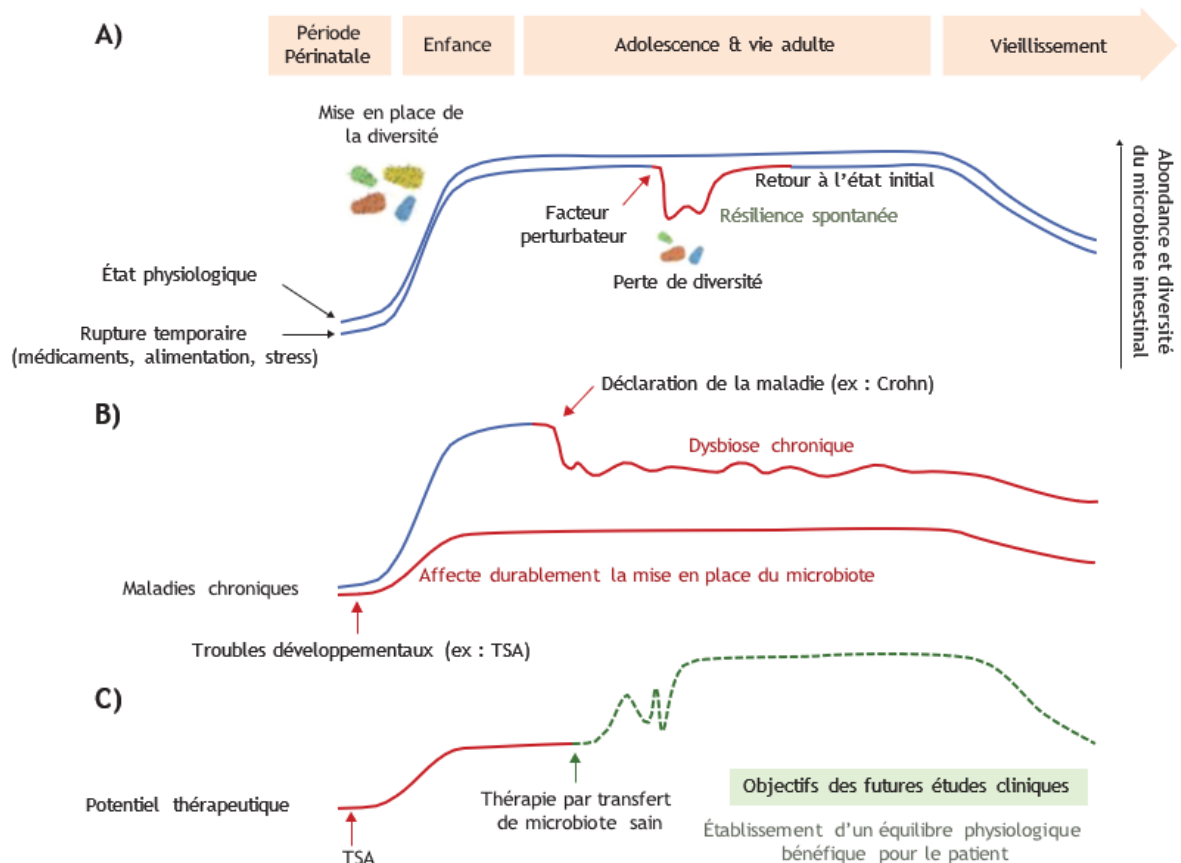 A)
Période
Périnatale
Enfance
Adolescence & vie adulte
Vieillissement
Mise en place de
la diversité
Facteur
perturbateur
Retour à l'état initial
Résilience spontanée
Perte de diversité
État physiologique
Rupture temporaire
(médicaments, alimentation, stress)
Abondance et diversité
du microbiote intestinal
B)
Déclaration de la maladie (ex : Crohn)
Dysbiose chronique
Maladies chroniques
Affecte durablement la mise en place du microbiote
Troubles développementaux (ex : TSA)
C)
Potentiel thérapeutique
TSA
Thérapie par transfert
de microbiote sain
Objectifs des futures études cliniques
Établissement d'un équilibre physiologique
bénéfique pour le patient